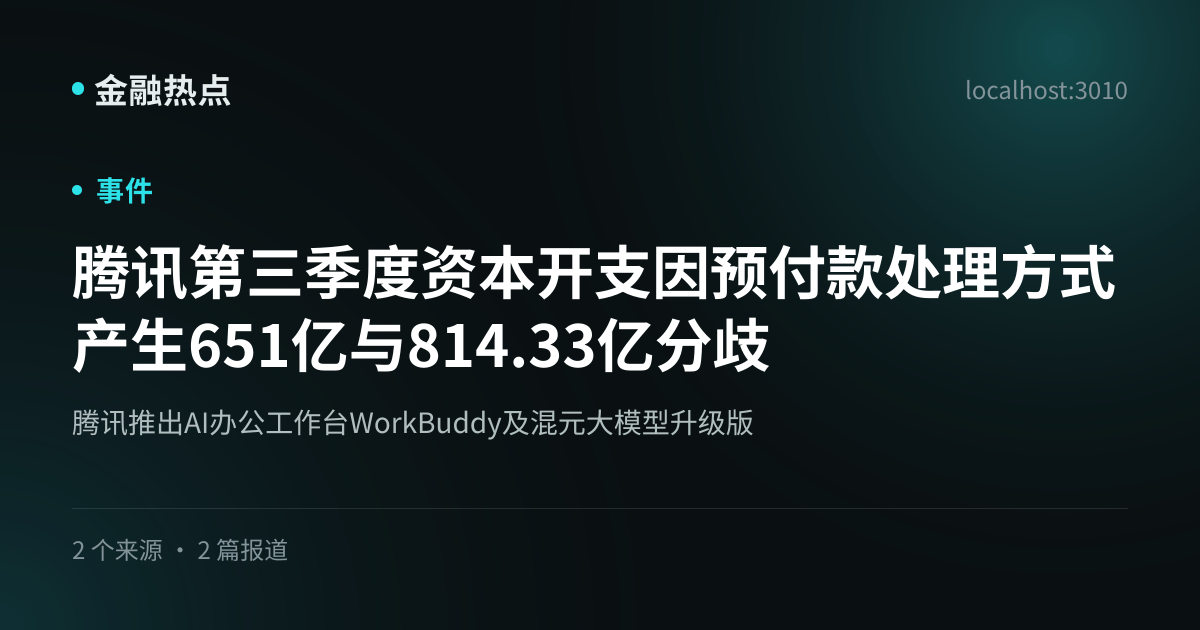 金融热点
localhost:3010
事件
腾讯第三季度资本开支因预付款处理方式
产生651亿与814.33亿分歧
腾讯推出AI办公工作台WorkBuddy及混元大模型升级版
2 个来源 · 2 篇报道